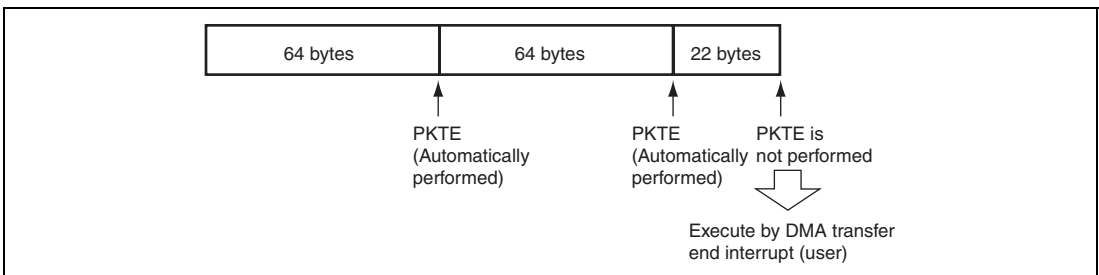 64 bytes
64 bytes
22 bytes
PKTE
(Automatically
performed)
PKTE
(Automatically
performed)
PKTE is
not performed
Execute by DMA transfer
end interrupt (user)